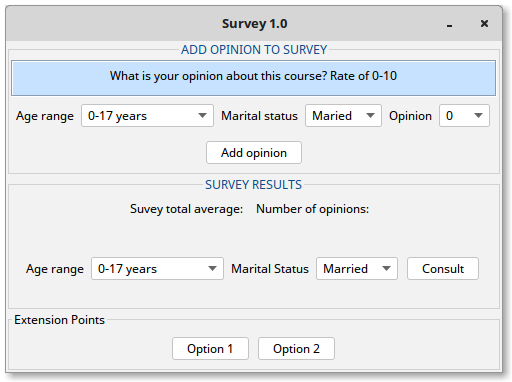 Survey 1.0
ADD OPINION TO SURVEY
What is your opinion about this course? Rate of 0-10
Age range 0-17 years Marital status Maried Opinion 0
Add opinion
SURVEY RESULTS
Suvey total average: Number of opinions:
Age range 0-17 years Marital Status Married Consult
Extension Points
Option 1 Option 2